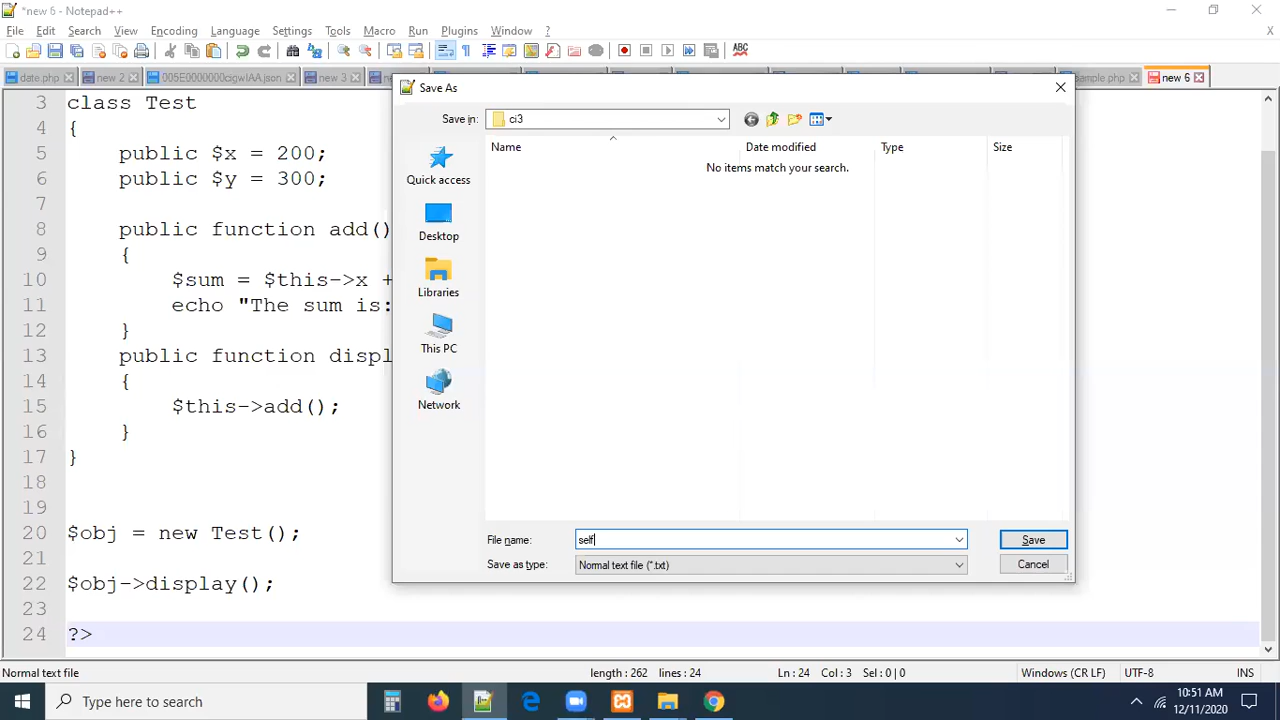 *new 6 - Notepad++
File Edit Search View Encoding Language Settings Tools Macro Run Plugins Window ?
X
date.php new 2 005E0000000sigwIAA.json new 3 sample.php new 6
3 class Test
4 {
5 public $x = 200;
6 public $y = 300;
7
8 public function add()
9 {
10 $sum = $this->x +
11 echo "The sum is:
12 }
13 public function displ
14 {
15 $this->add();
16 }
17 }
18
19
20 $obj = new Test();
21
22 $obj->display();
23
24 ?>
Save As
Save in: ci3
Name Date modified Type Size
No items match your search.
Quick access
Desktop
Libraries
This PC
Network
File name: self Save
Save as type: Normal text file (*.txt) Cancel
Normal text file length : 262 lines : 24 Ln : 24 Col : 3 Sel : 0 | 0 Windows (CR LF) UTF-8 INS
Type here to search
10:51 AM
12/11/2020